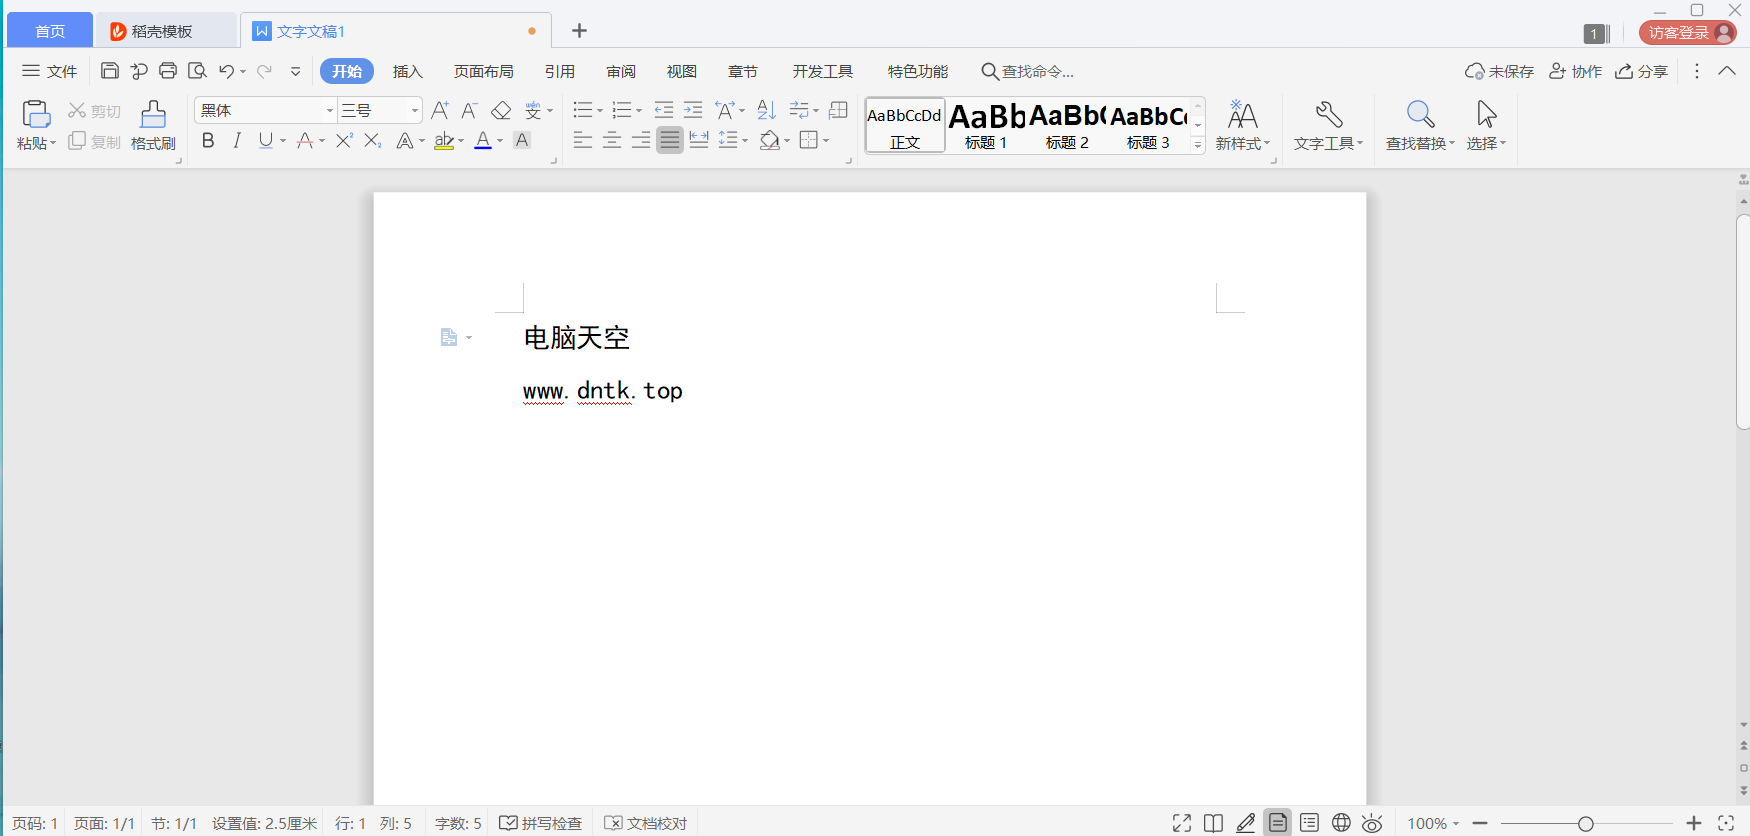 首页 稻壳模板 文字文稿1 1 访客登录
文件 开始 插入 页面布局 引用 审阅 视图 章节 开发工具 特色功能 查找命令... 未保存 协作 分享
粘贴 剪切 复制 格式刷 黑体 三号 AaBbCcDd 正文 AaBb 标题 1 AaBb( 标题 2 AaBbC 标题 3 新样式 文字工具 查找替换 选择
电脑天空
www.dntk.top
页码: 1 页面: 1/1 节: 1/1 设置值: 2.5厘米 行: 1 列: 5 字数: 5 拼写检查 文档校对 100%